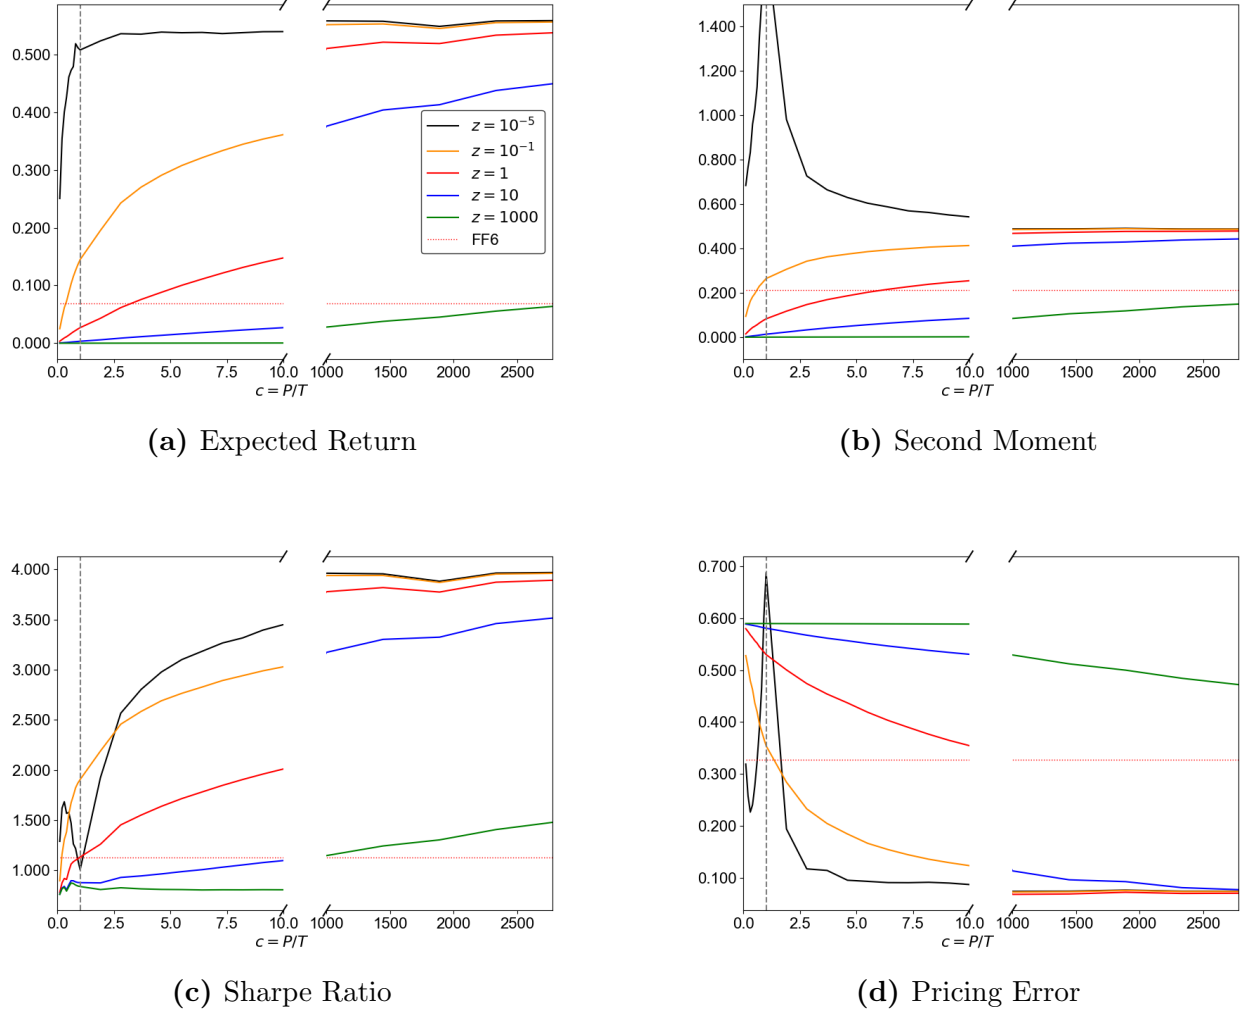 0.500
0.400
0.300
0.200
0.100
0.000
0.0 2.5 5.0 7.5 10.0 1000 1500 2000 2500
c = P/T
z = 10⁻⁵
z = 10⁻¹
z = 1
z = 10
z = 1000
FF6
(a) Expected Return
1.400
1.200
1.000
0.800
0.600
0.400
0.200
0.000
0.0 2.5 5.0 7.5 10.0 1000 1500 2000 2500
c = P/T
(b) Second Moment
4.000
3.500
3.000
2.500
2.000
1.500
1.000
0.0 2.5 5.0 7.5 10.0 1000 1500 2000 2500
c = P/T
(c) Sharpe Ratio
0.700
0.600
0.500
0.400
0.300
0.200
0.100
0.0 2.5 5.0 7.5 10.0 1000 1500 2000 2500
c = P/T
(d) Pricing Error